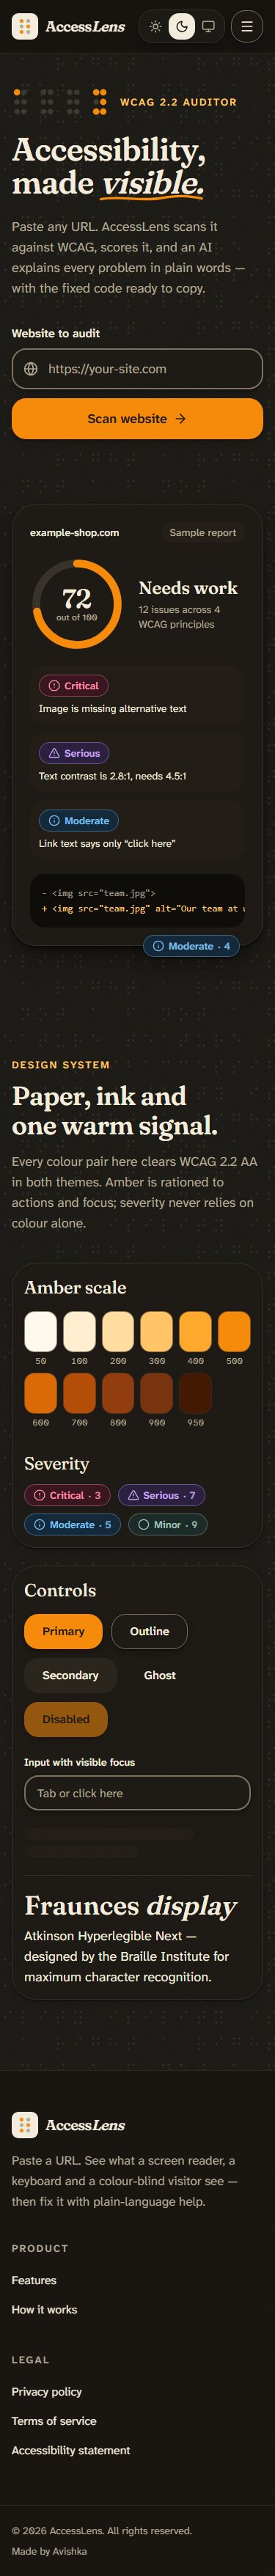 AccessLens
WCAG 2.2 AUDITOR
Accessibility,
made visible.
Paste any URL. AccessLens scans it
against WCAG, scores it, and an AI
explains every problem in plain words —
with the fixed code ready to copy.
Website to audit
https://your-site.com
Scan website →
example-shop.com Sample report
72
out of 100
Needs work
12 issues across 4
WCAG principles
Critical
Image is missing alternative text
Serious
Text contrast is 2.8:1, needs 4.5:1
Moderate
Link text says only “click here”
- <img src="team.jpg">
+ <img src="team.jpg" alt="Our team at
Moderate · 4
DESIGN SYSTEM
Paper, ink and
one warm signal.
Every colour pair here clears WCAG 2.2 AA
in both themes. Amber is rationed to
actions and focus; severity never relies on
colour alone.
Amber scale
50 100 200 300 400 500
600 700 800 900 950
Severity
Critical · 3 Serious · 7
Moderate · 5 Minor · 9
Controls
Primary Outline
Secondary Ghost
Disabled
Input with visible focus
Tab or click here
Fraunces display
Atkinson Hyperlegible Next —
designed by the Braille Institute for
maximum character recognition.
AccessLens
Paste a URL. See what a screen reader, a
keyboard and a colour-blind visitor see —
then fix it with plain-language help.
PRODUCT
Features
How it works
LEGAL
Privacy policy
Terms of service
Accessibility statement
© 2026 AccessLens. All rights reserved.
Made by Avishka